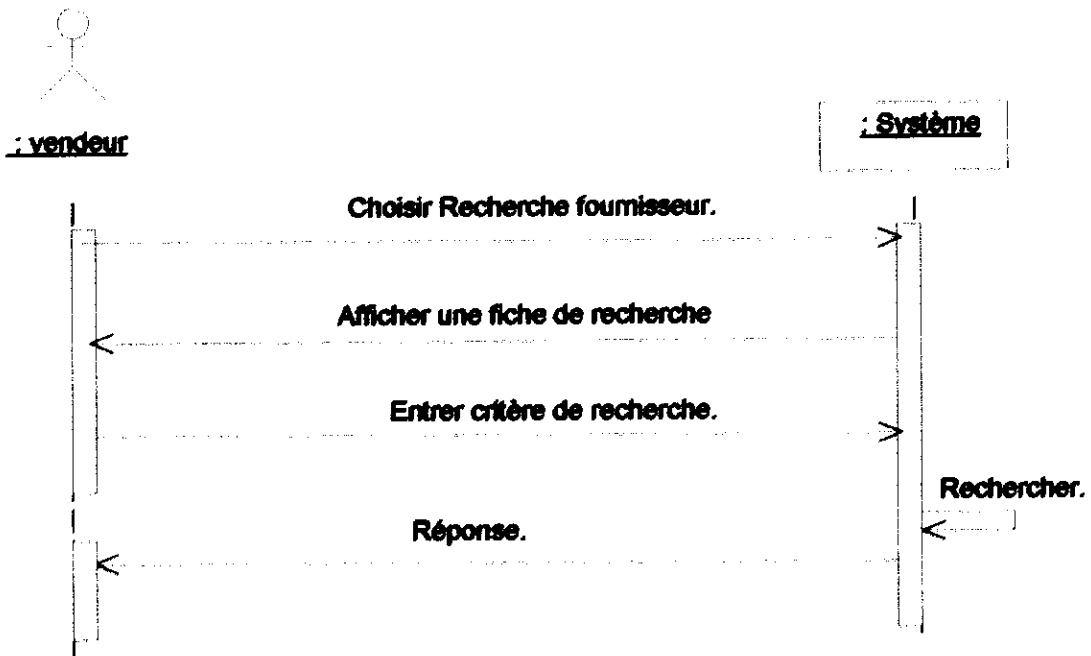 : vendeur
: Système
Choisir Recherche fournisseur.
Afficher une fiche de recherche
Entrer critère de recherche.
Rechercher.
Réponse.